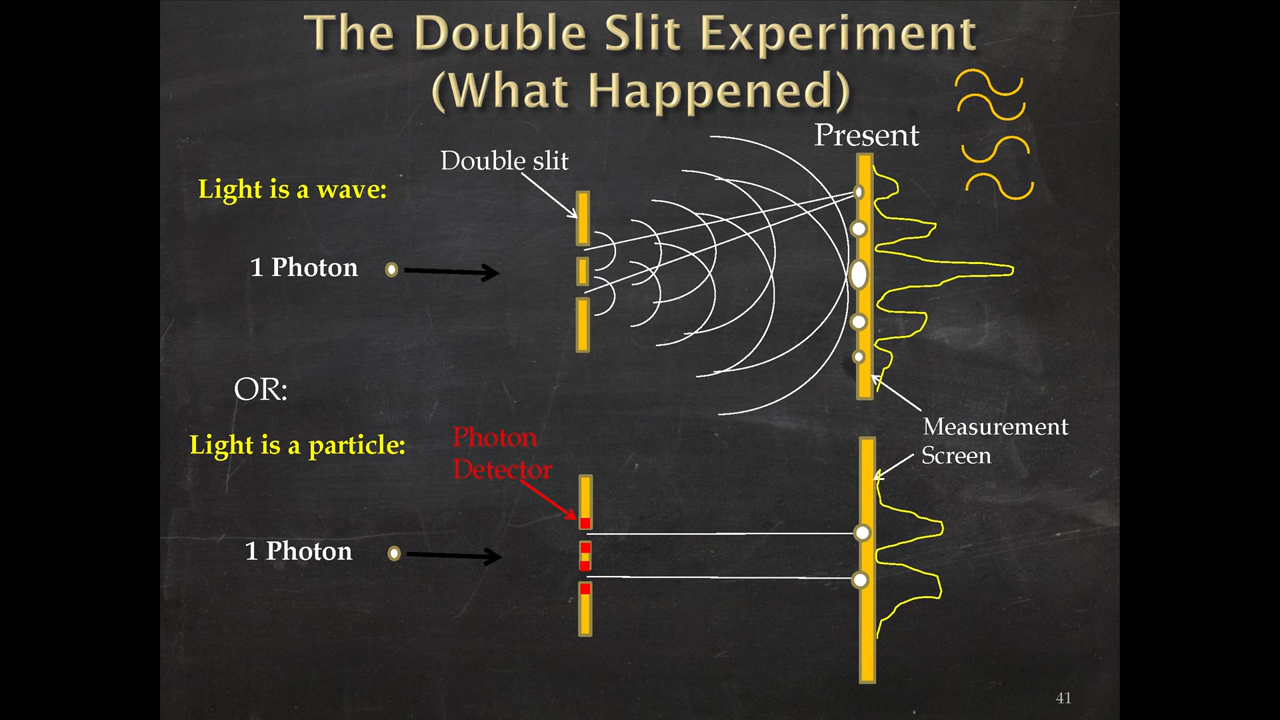 The Double Slit Experiment
(What Happened)
Present
Double slit
Light is a wave:
1 Photon
OR:
Measurement
Screen
Light is a particle:
Photon
Detector
1 Photon
41